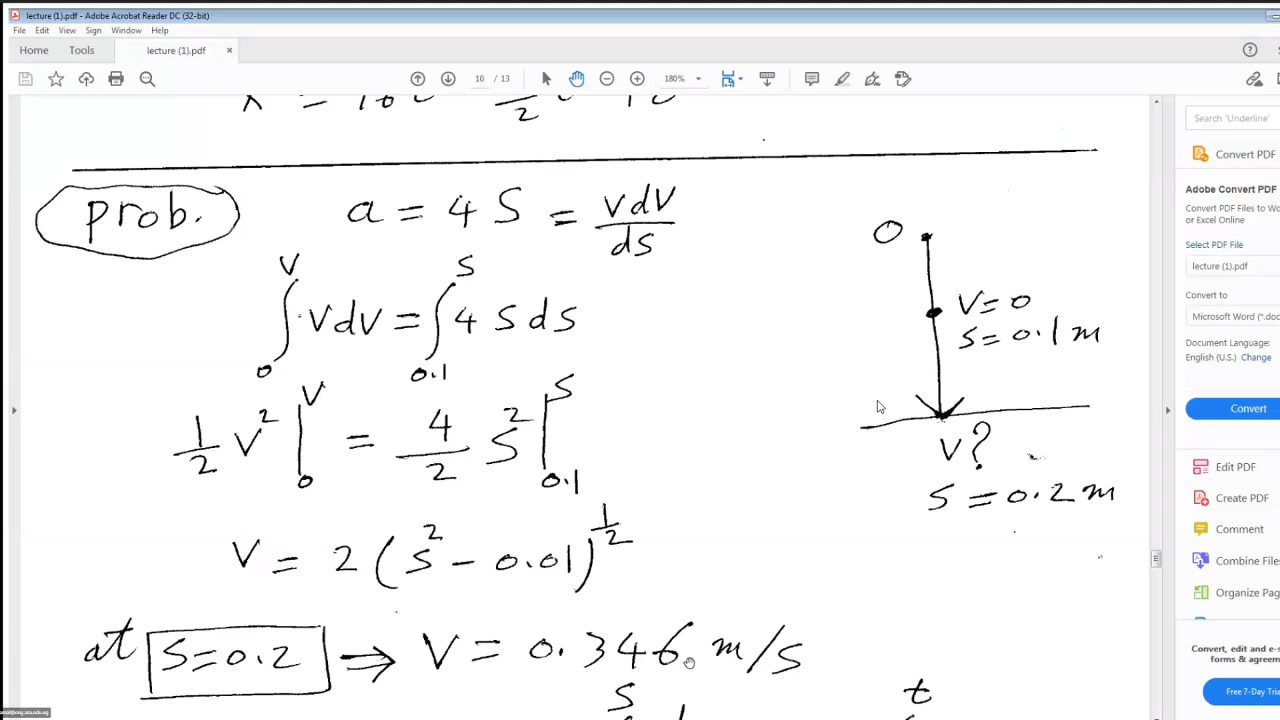 lecture (1).pdf - Adobe Acrobat Reader DC (32-bit)
File Edit View Sign Window Help
Home Tools lecture (1).pdf ×
10 / 13 180%
Search 'Underline'
Convert PDF
Adobe Convert PDF
Convert PDF Files to
or Excel Online
Select PDF File
lecture (1).pdf
Convert to
Microsoft Word (*.doc
Document Language:
English (U.S.) Change
Convert
Edit PDF
Create PDF
Comment
Combine Files
Organize
Convert, edit and
forms &
Free 7-Day
prob. a = 4 S = VdV/dS
∫₀^V VdV = ∫₀.₁^S 4 S dS
1/2 V² |₀^V = 4/2 S² |₀.₁^S
V = 2 (S² - 0.01)^1/2
at S=0.2 ⇒ V = 0.346 m/s
S t
O
V=0
S=0.1 m
V?
S=0.2 m